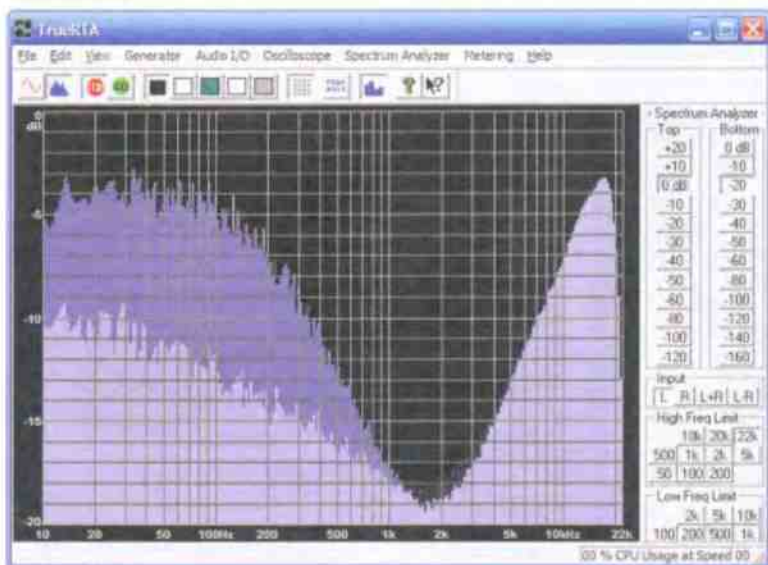 TrueRTA
File Edit View Generator Audio I/O Oscilloscope Spectrum Analyzer Metering Help
0
dB
-5
-10
-15
-20
10 20 50 100Hz 200 500 1k 2k 5k 10kHz 22k
Spectrum Analyzer
Top Bottom
+20 0 dB
+10 -10
0 dB -20
-10 -30
-20 -40
-30 -50
-40 -60
-50 -80
-60 -100
-80 -120
-100 -140
-120 -160
Input
L R L+R L-R
High Freq Limit
10k 20k 22k
500 1k 2k 5k
50 100 200
Low Freq Limit
2k 5k 10k
100 200 500 1k
00 % CPU Usage at Speed 00